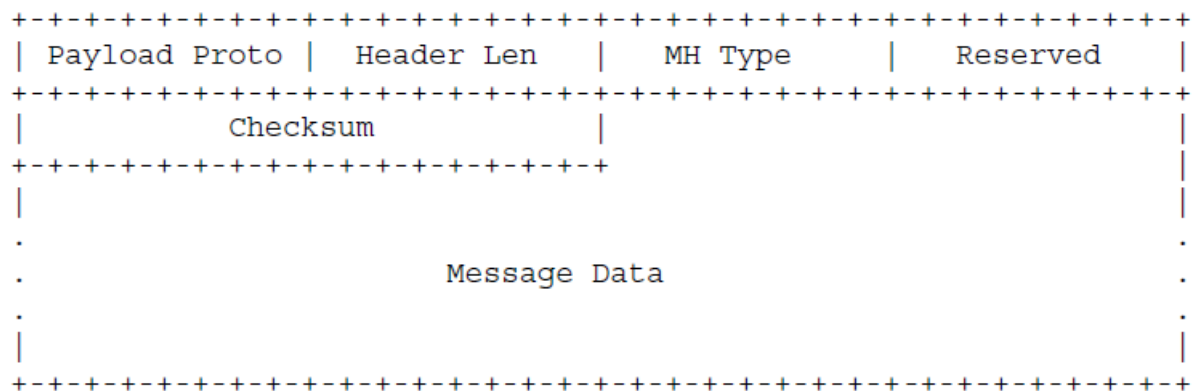 +-+-+-+-+-+-+-+-+-+-+-+-+-+-+-+-+-+-+-+-+-+-+-+-+-+-+-+-+-+-+-+-+
| Payload Proto |  Header Len   |   MH Type     |   Reserved    |
+-+-+-+-+-+-+-+-+-+-+-+-+-+-+-+-+-+-+-+-+-+-+-+-+-+-+-+-+-+-+-+-+
|           Checksum            |                               |
+-+-+-+-+-+-+-+-+-+-+-+-+-+-+-+-+                               |
|                                                               |
.                                                               .
.                       Message Data                            .
.                                                               .
|                                                               |
+-+-+-+-+-+-+-+-+-+-+-+-+-+-+-+-+-+-+-+-+-+-+-+-+-+-+-+-+-+-+-+-+